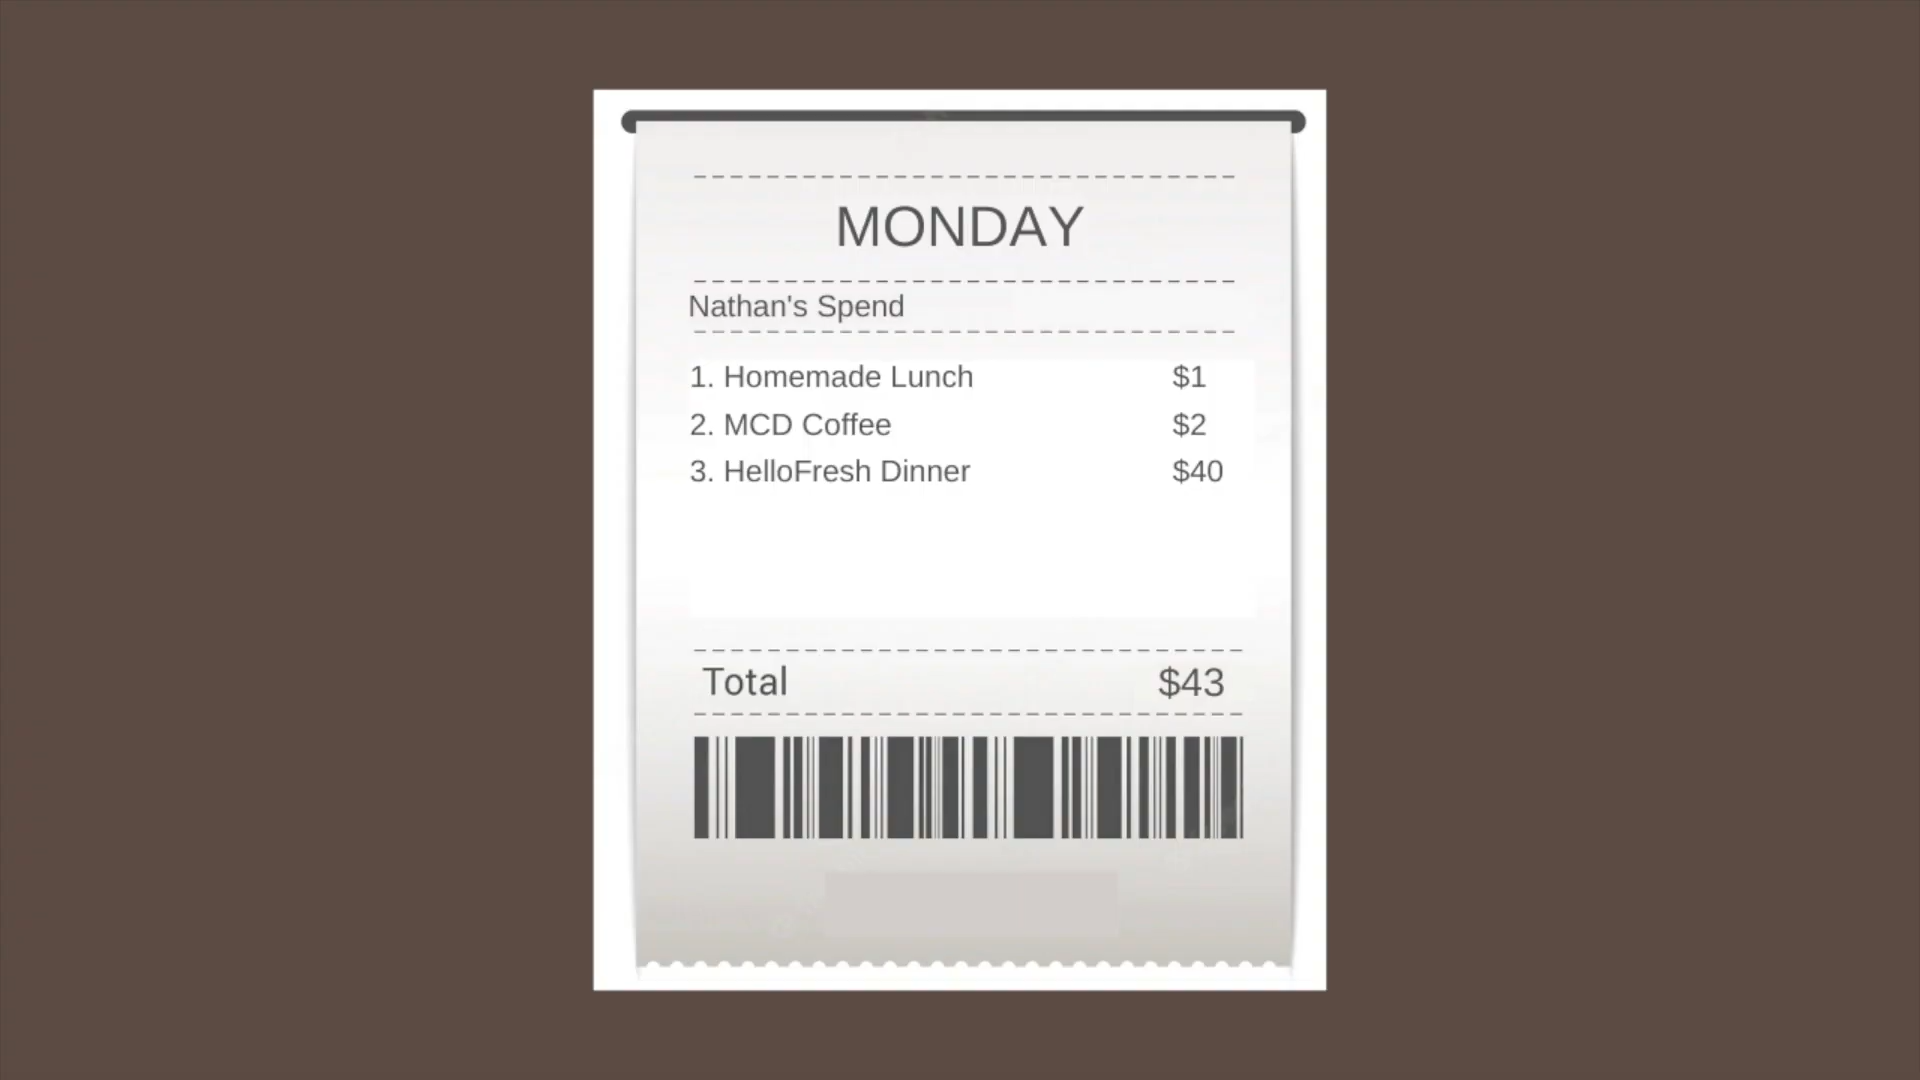 MONDAY
Nathan's Spend
1. Homemade Lunch $1
2. MCD Coffee $2
3. HelloFresh Dinner $40
Total $43